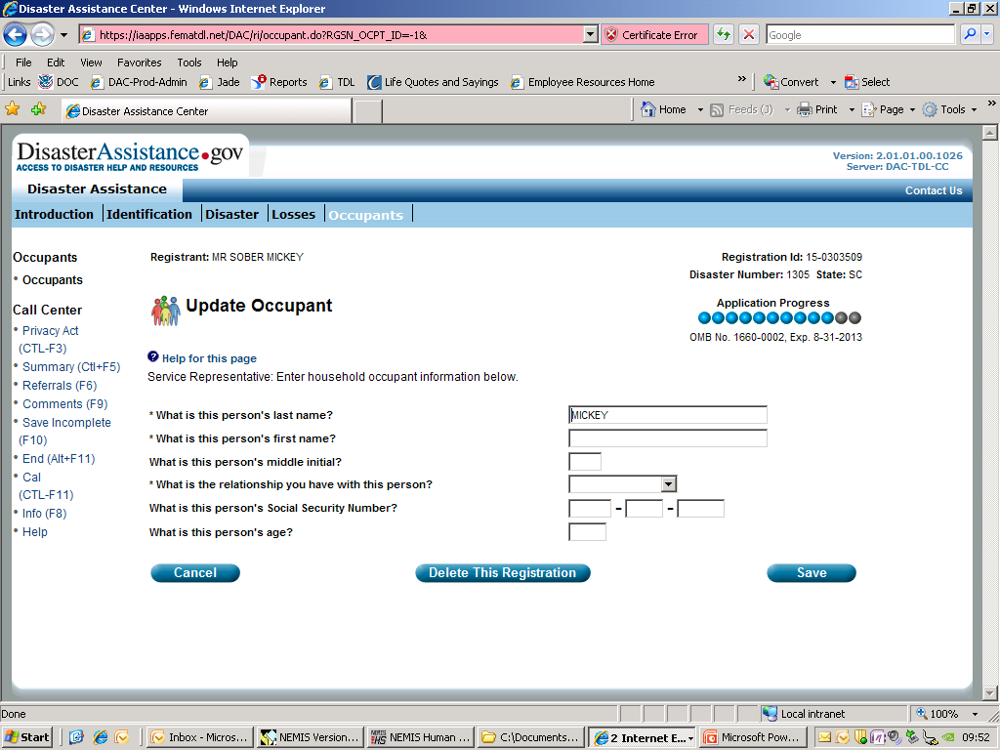 Disaster Assistance Center - Windows Internet Explorer
https://iaapps.fematdl.net/DAC/ri/occupant.do?RGSN_OCPT_ID=-1& Certificate Error Google
File Edit View Favorites Tools Help
Links DOC DAC-Prod-Admin Jade Reports TDL Life Quotes and Sayings Employee Resources Home » Convert Select
Disaster Assistance Center Home Feeds (J) Print Page Tools »
DisasterAssistance.gov
ACCESS TO DISASTER HELP AND RESOURCES
Version: 2.01.01.00.1026
Server: DAC-TDL-CC
Disaster Assistance Contact Us
Introduction Identification Disaster Losses Occupants
Occupants
• Occupants
Call Center
• Privacy Act
(CTL-F3)
• Summary (Ctl+F5)
• Referrals (F6)
• Comments (F9)
• Save Incomplete
(F10)
• End (Alt+F11)
• Cal
(CTL-F11)
• Info (F8)
• Help
Registrant: MR SOBER MICKEY
Registration Id: 15-0303509
Disaster Number: 1305 State: SC
Update Occupant
Application Progress
OMB No. 1660-0002, Exp. 8-31-2013
? Help for this page
Service Representative: Enter household occupant information below.
* What is this person's last name? MICKEY
* What is this person's first name?
What is this person's middle initial?
* What is the relationship you have with this person?
What is this person's Social Security Number? - -
What is this person's age?
Cancel Delete This Registration Save
Done Local intranet 100%
Start Inbox - Micros... NEMIS Version... NEMIS Human ... C:\Documents... 2 Internet E... Microsoft Pow... 09:52